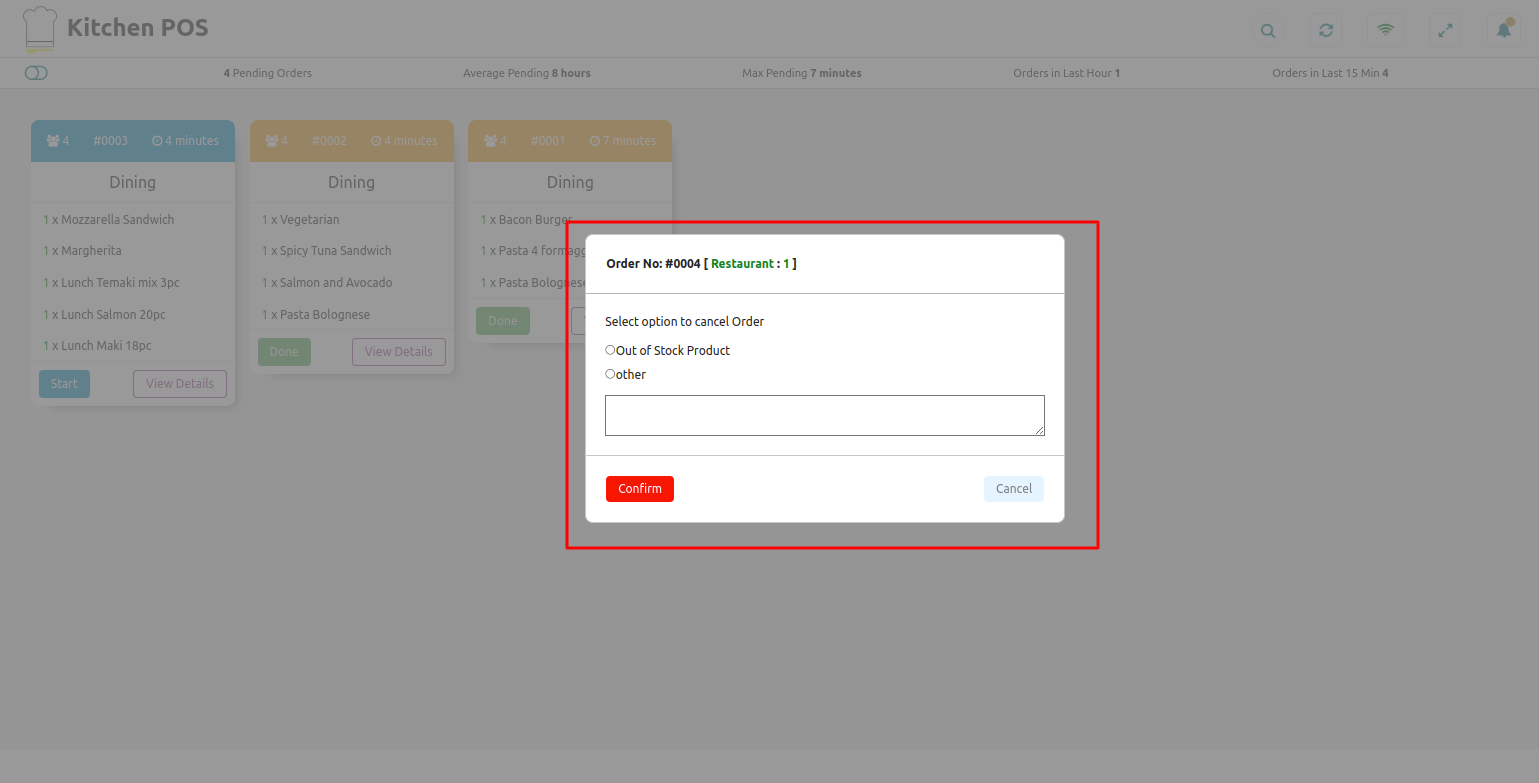 Kitchen POS
4 Pending Orders Average Pending 8 hours Max Pending 7 minutes Orders in Last Hour 1 Orders in Last 15 Min 4
4 #0003 4 minutes
Dining
1 x Mozzarella Sandwich
1 x Margherita
1 x Lunch Temaki mix 3pc
1 x Lunch Salmon 20pc
1 x Lunch Maki 18pc
Start View Details
4 #0002 4 minutes
Dining
1 x Vegetarian
1 x Spicy Tuna Sandwich
1 x Salmon and Avocado
1 x Pasta Bolognese
Done View Details
4 #0001 7 minutes
Dining
1 x Bacon Burger
1 x Pasta 4 formagg
1 x Pasta Bolognese
Done
Order No: #0004 [ Restaurant : 1 ]
Select option to cancel Order
Out of Stock Product
other
Confirm Cancel